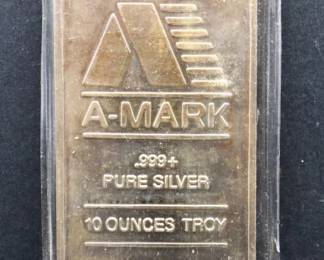 A-MARK
.999+
PURE SILVER
10 OUNCES TROY